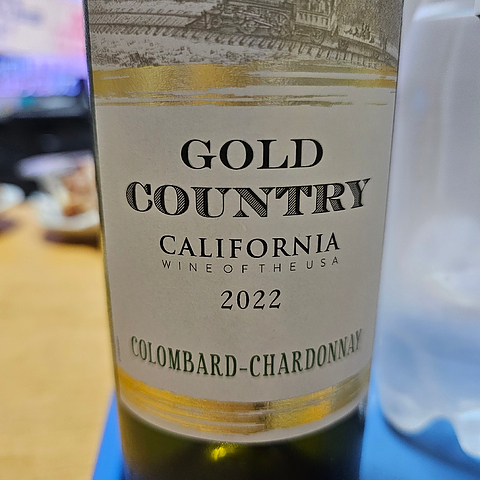 GOLD
COUNTRY
CALIFORNIA
WINE OF THE USA
2022
COLOMBARD-CHARDONNAY